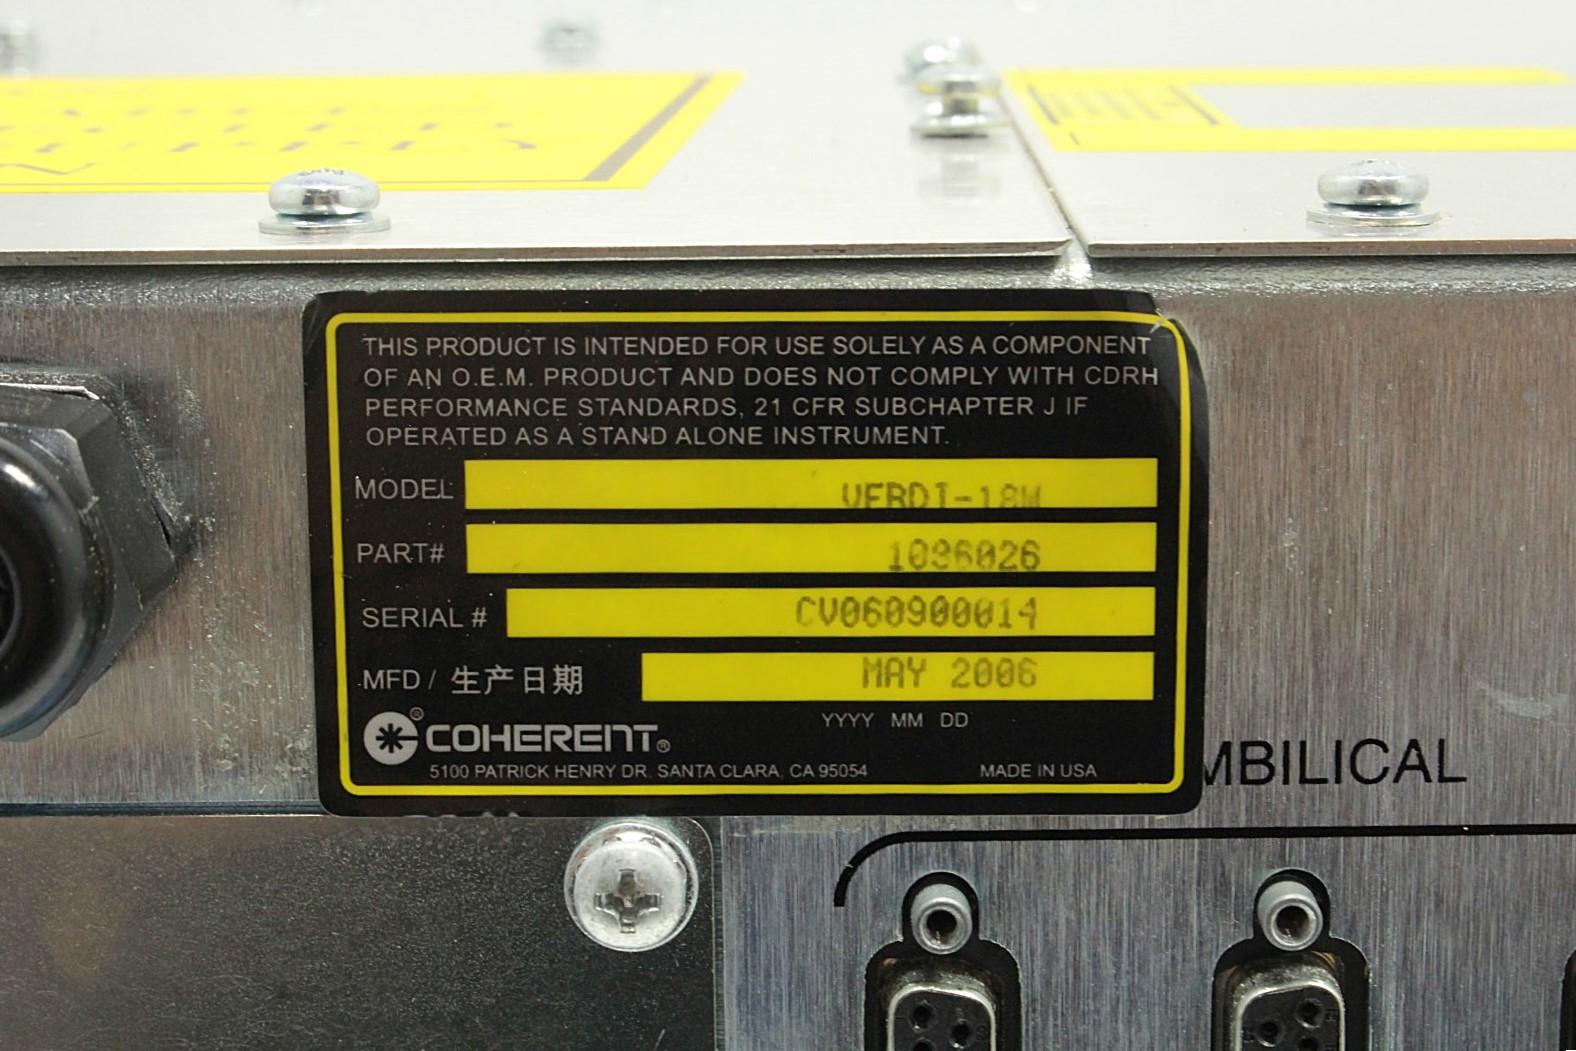 THIS PRODUCT IS INTENDED FOR USE SOLELY AS A COMPONENT
OF AN O.E.M. PRODUCT AND DOES NOT COMPLY WITH CDRH
PERFORMANCE STANDARDS, 21 CFR SUBCHAPTER J IF
OPERATED AS A STAND ALONE INSTRUMENT.
MODEL VERDI-18W
PART# 1096026
SERIAL # CV060900014
MFD / 生产日期 MAY 2006
YYYY MM DD
® COHERENT®
5100 PATRICK HENRY DR. SANTA CLARA, CA 95054 MADE IN USA
MBILICAL